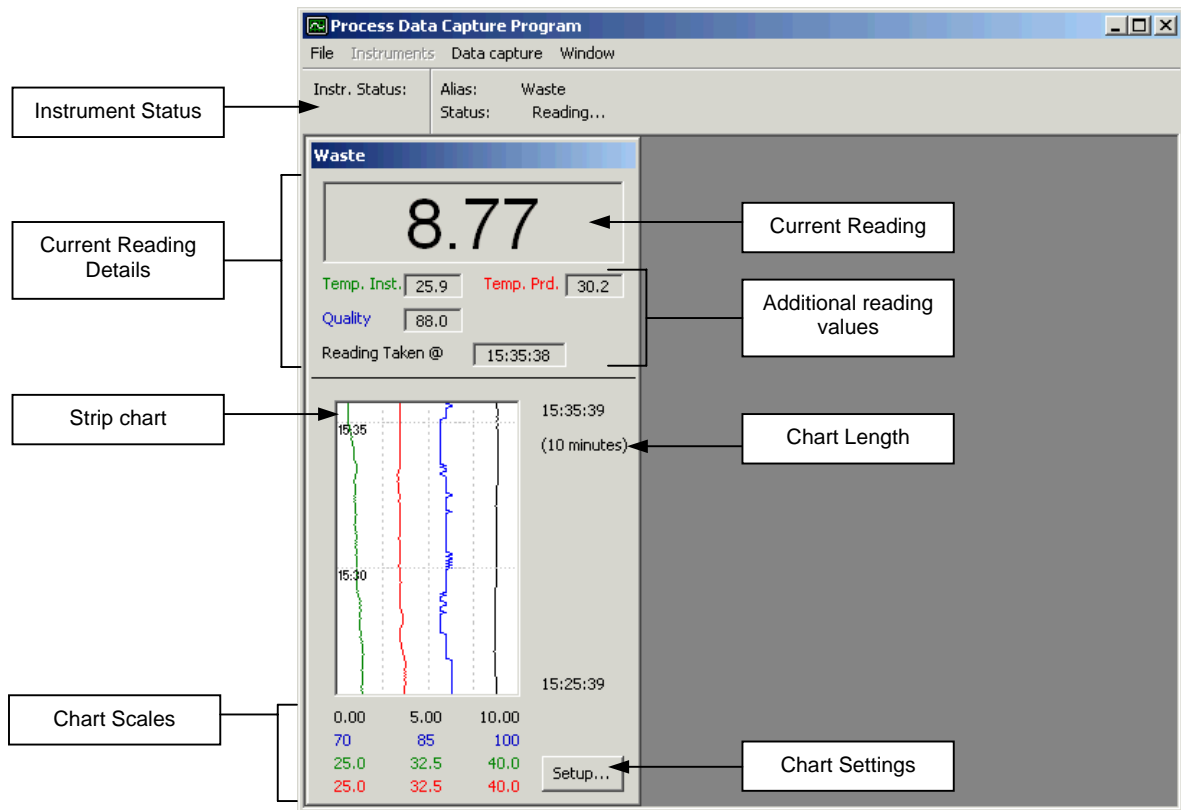 Process Data Capture Program
File Instruments Data capture Window
Instr. Status:
Alias: Waste
Status: Reading...
Instrument Status
Waste
8.77
Current Reading
Current Reading
Details
Temp. Inst. 25.9 Temp. Prd. 30.2
Quality 88.0
Reading Taken @ 15:35:38
Additional reading
values
Strip chart
15:35
15:30
15:35:39
(10 minutes)
Chart Length
15:25:39
Chart Scales
0.00 5.00 10.00
70 85 100
25.0 32.5 40.0
25.0 32.5 40.0
Setup...
Chart Settings